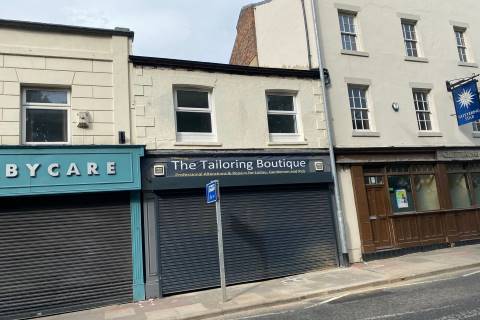 BYCARE
The Tailoring Boutique
Professional Alterations & Repairs for Ladies, Gentlemen and Kids